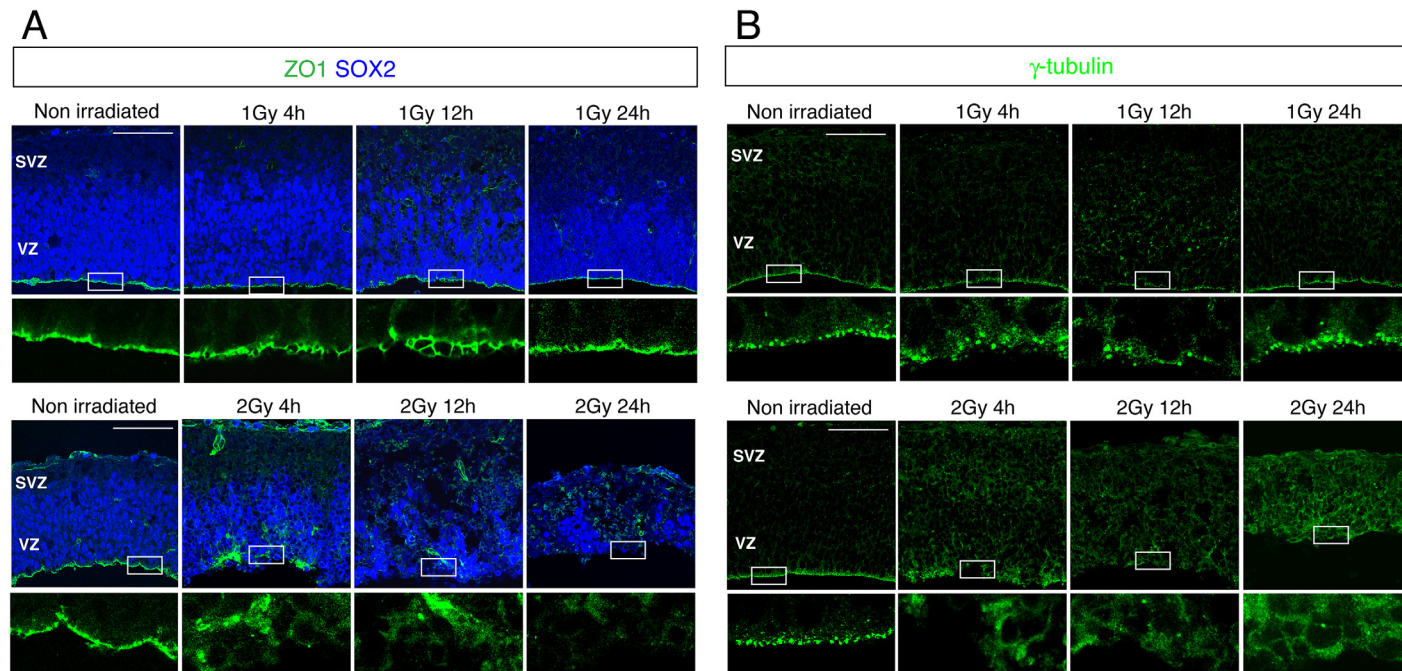 A
ZO1 SOX2
Non irradiated 1Gy 4h 1Gy 12h 1Gy 24h
SVZ
VZ
Non irradiated 2Gy 4h 2Gy 12h 2Gy 24h
SVZ
VZ
B
γ-tubulin
Non irradiated 1Gy 4h 1Gy 12h 1Gy 24h
SVZ
VZ
Non irradiated 2Gy 4h 2Gy 12h 2Gy 24h
SVZ
VZ